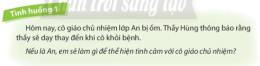 Tình huống 1
Hôm nay, cô giáo chủ nhiệm lớp An bị ốm. Thầy Hùng thông báo rằng
thầy sẽ dạy thay đến khi cô khỏi bệnh.
Nếu là An, em sẽ làm gì để thể hiện tình cảm với cô giáo chủ nhiệm?